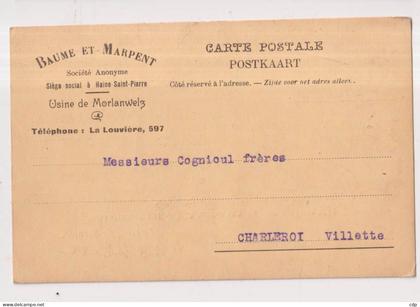 BAUME ET MARPENT
Société Anonyme
Siège social à Haine-Saint-Pierre
Usine de Morlanwelz
Téléphone : La Louvière, 597
CARTE POSTALE
POSTKAART
Côté réservé à l'adresse. — Zijde voor het adres alleen.
Messieurs Cognioul frères
CHARLEROI Villette
cdp